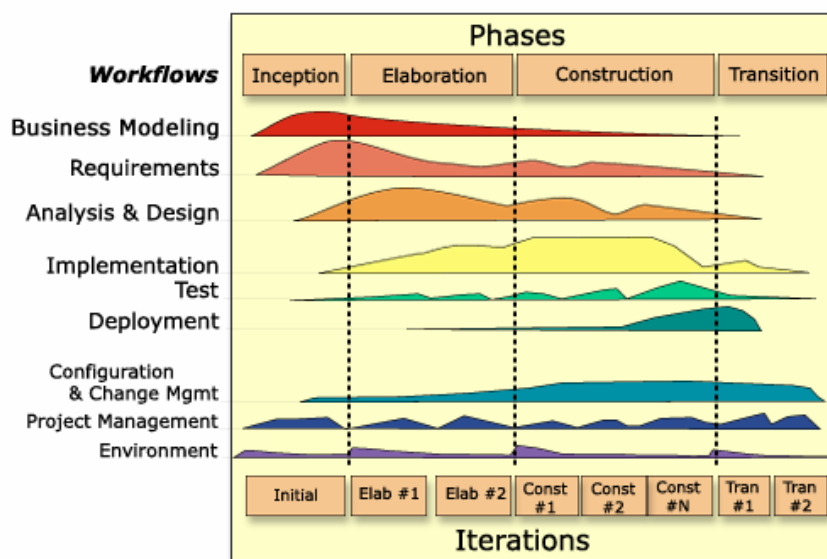 Phases
Workflows
Inception
Elaboration
Construction
Transition
Business Modeling
Requirements
Analysis & Design
Implementation
Test
Deployment
Configuration
& Change Mgmt
Project Management
Environment
Initial
Elab #1
Elab #2
Const
#1
Const
#2
Const
#N
Tran
#1
Tran
#2
Iterations